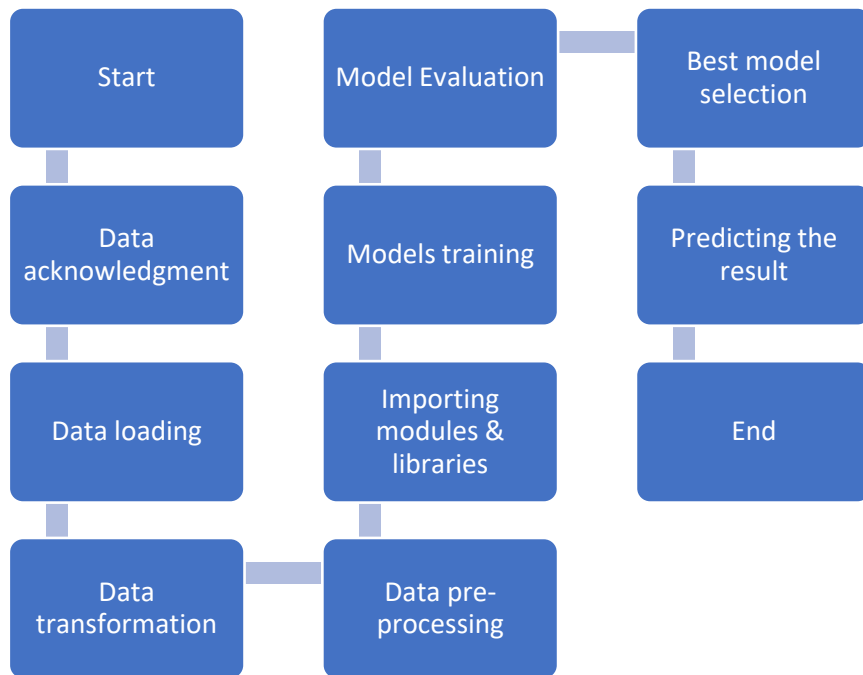 Start
Data
acknowledgment
Data loading
Data
transformation
Data pre-
processing
Importing
modules &
libraries
Models training
Model Evaluation
Best model
selection
Predicting the
result
End